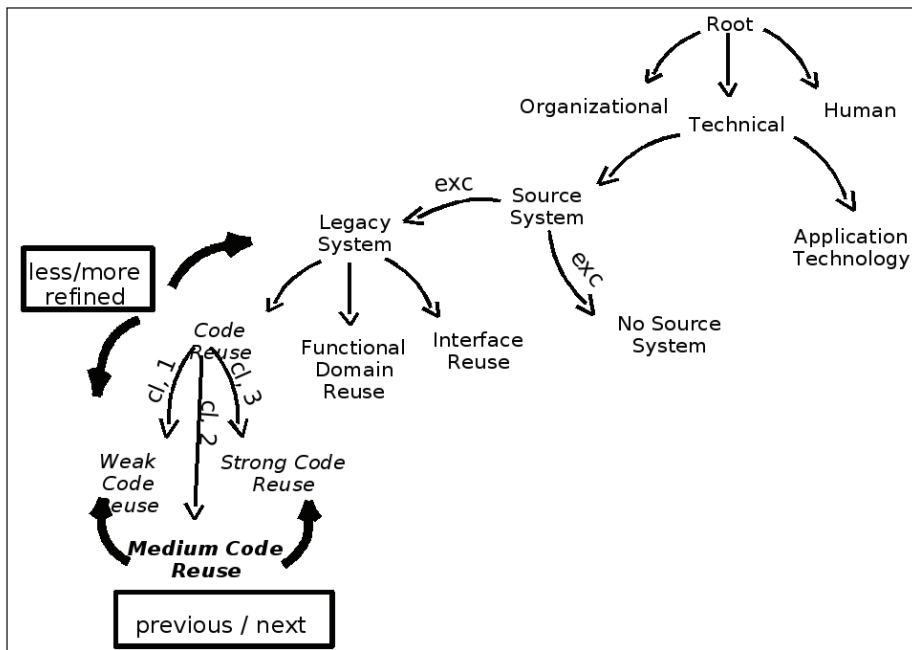 Root
Organizational
Human
Technical
exc
Source
System
Legacy
System
Application
Technology
less/more
refined
exc
No Source
System
Code
Reuse
Functional
Domain
Reuse
Interface
Reuse
cl, 1
cl, 2
cl, 3
Weak
Code
Reuse
Strong Code
Reuse
Medium Code
Reuse
previous / next